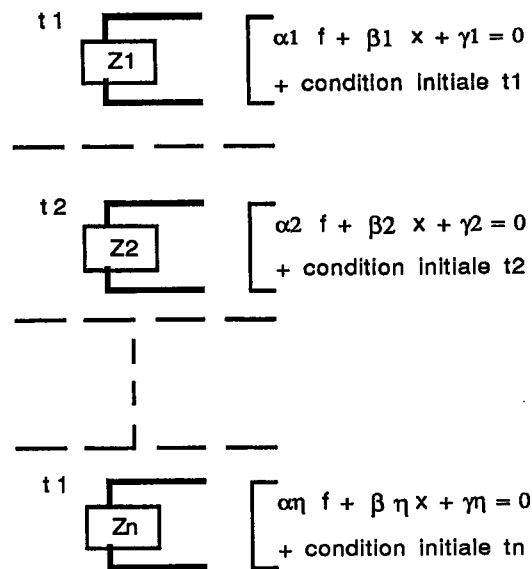 t1
Z1
α1 f + β1 x + γ1 = 0
+ condition initiale t1
t2
Z2
α2 f + β2 x + γ2 = 0
+ condition initiale t2
t1
Zn
αη f + β η x + γη = 0
+ condition initiale tn